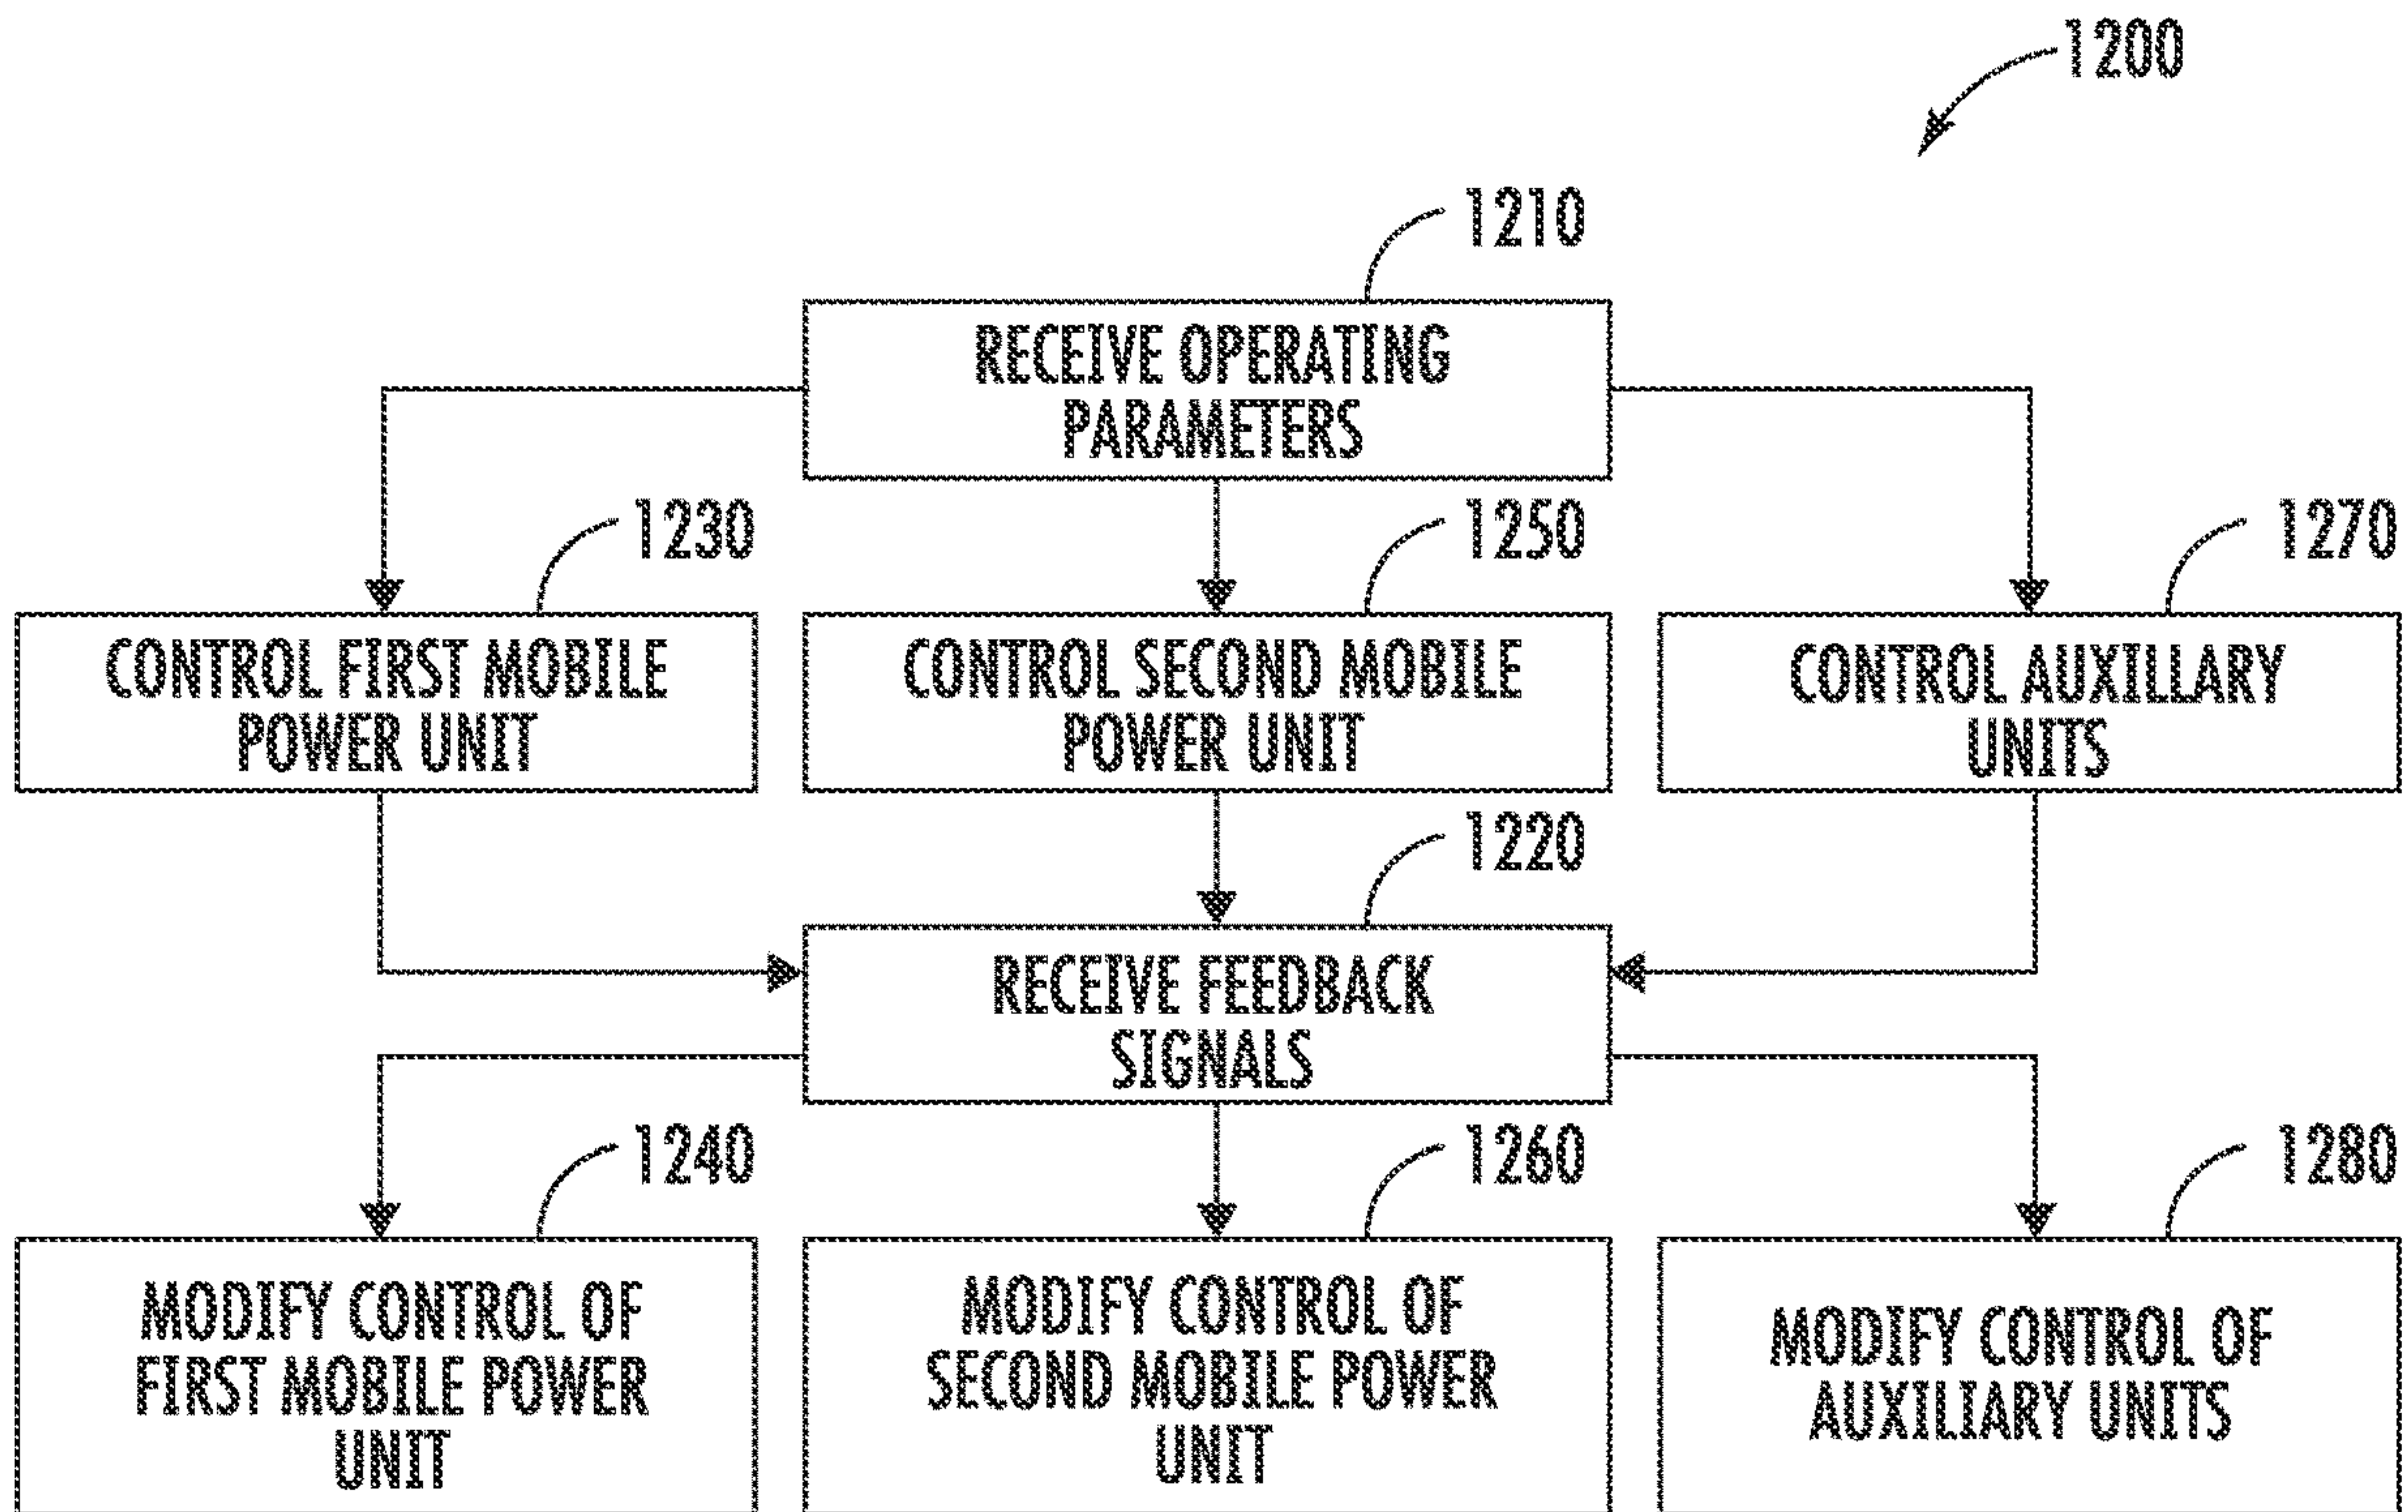 1200
1210
RECEIVE OPERATING
PARAMETERS
1230
1250
1270
CONTROL FIRST MOBILE
POWER UNIT
CONTROL SECOND MOBILE
POWER UNIT
CONTROL AUXILLARY
UNITS
1220
RECEIVE FEEDBACK
SIGNALS
1240
1260
1280
MODIFY CONTROL OF
FIRST MOBILE POWER
UNIT
MODIFY CONTROL OF
SECOND MOBILE POWER
UNIT
MODIFY CONTROL OF
AUXILIARY UNITS